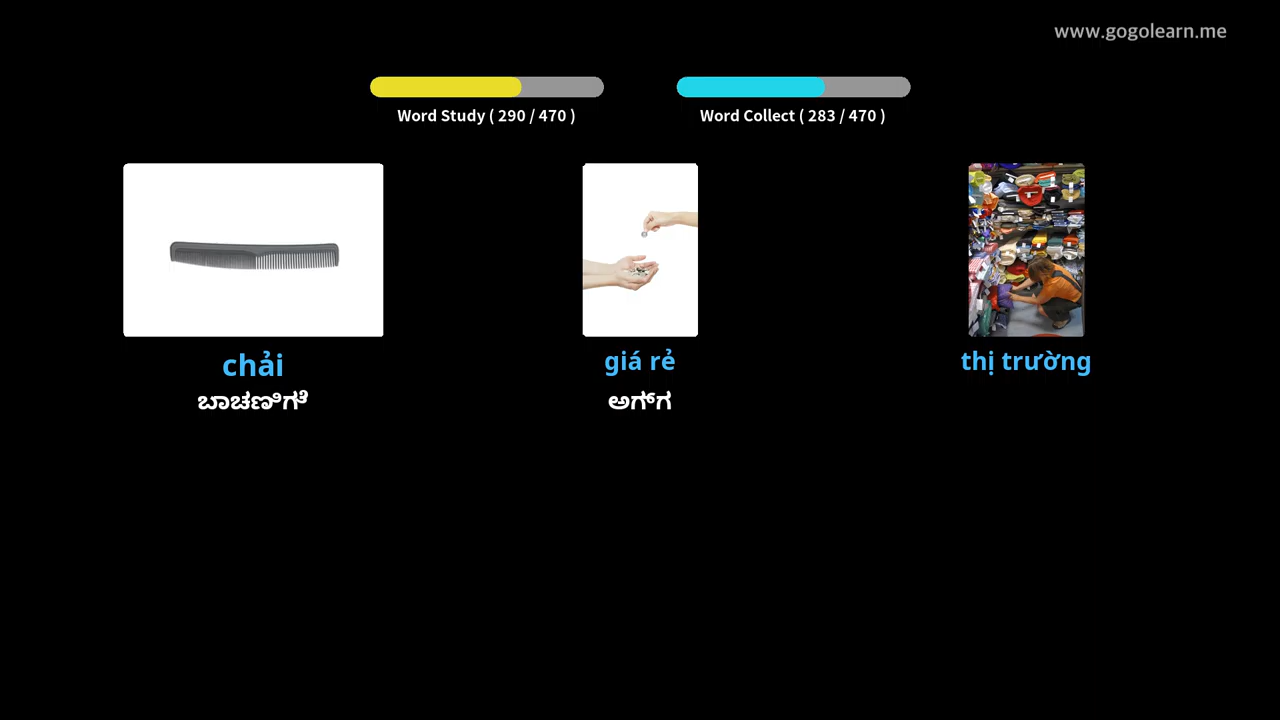 www.gogolearn.me
Word Study ( 290 / 470 )
Word Collect ( 283 / 470 )
chải
giá rẻ
thị trường
ಬಾಚಣಿಗೆ
ಅಗ್ಗ